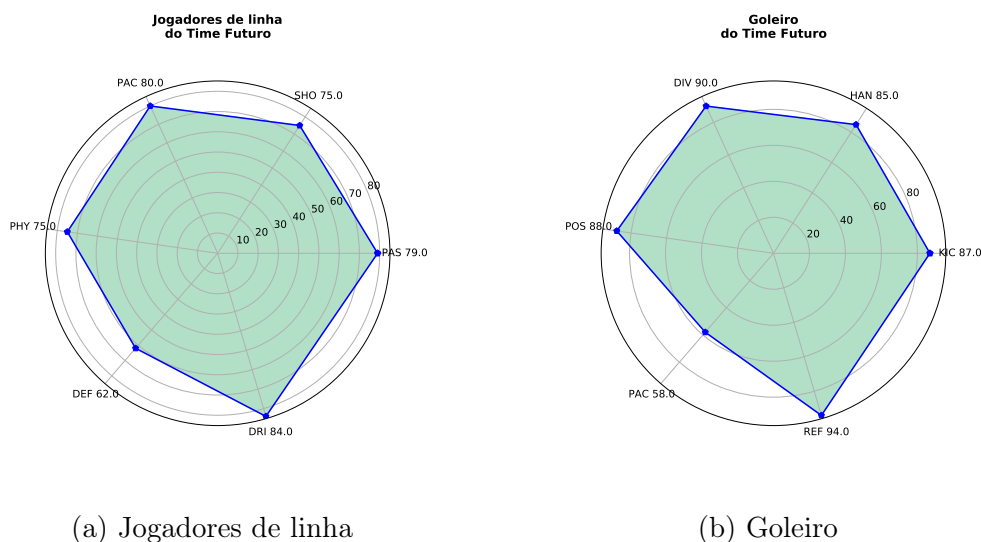 Jogadores de linha
do Time Futuro
PAC 80.0
SHO 75.0
PHY 75.0
PAS 79.0
DEF 62.0
DRI 84.0
10 20 30 40 50 60 70 80
Goleiro
do Time Futuro
DIV 90.0
HAN 85.0
POS 88.0
KIC 87.0
PAC 58.0
REF 94.0
20 40 60 80
(a) Jogadores de linha
(b) Goleiro